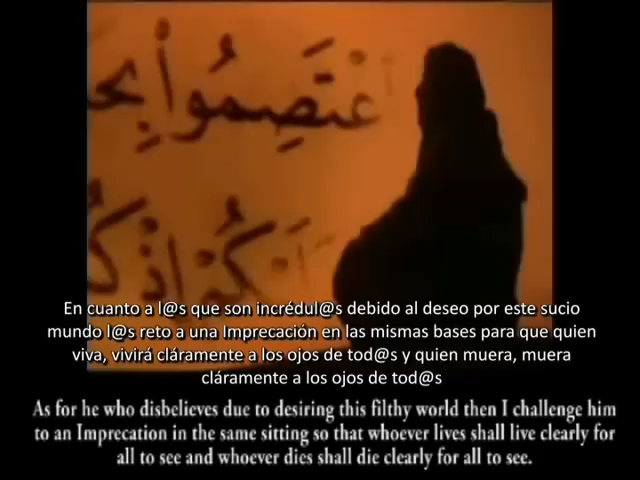 اعْتَصِمُوا بِحَ
En cuanto a l@s que son incrédul@s debido al deseo por este sucio
mundo l@s reto a una Imprecación en las mismas bases para que quien
viva, vivirá cláramente a los ojos de tod@s y quien muera, muera
cláramente a los ojos de tod@s
As for he who disbelieves due to desiring this filthy world then I challenge him
to an Imprecation in the same sitting so that whoever lives shall live clearly for
all to see and whoever dies shall die clearly for all to see.